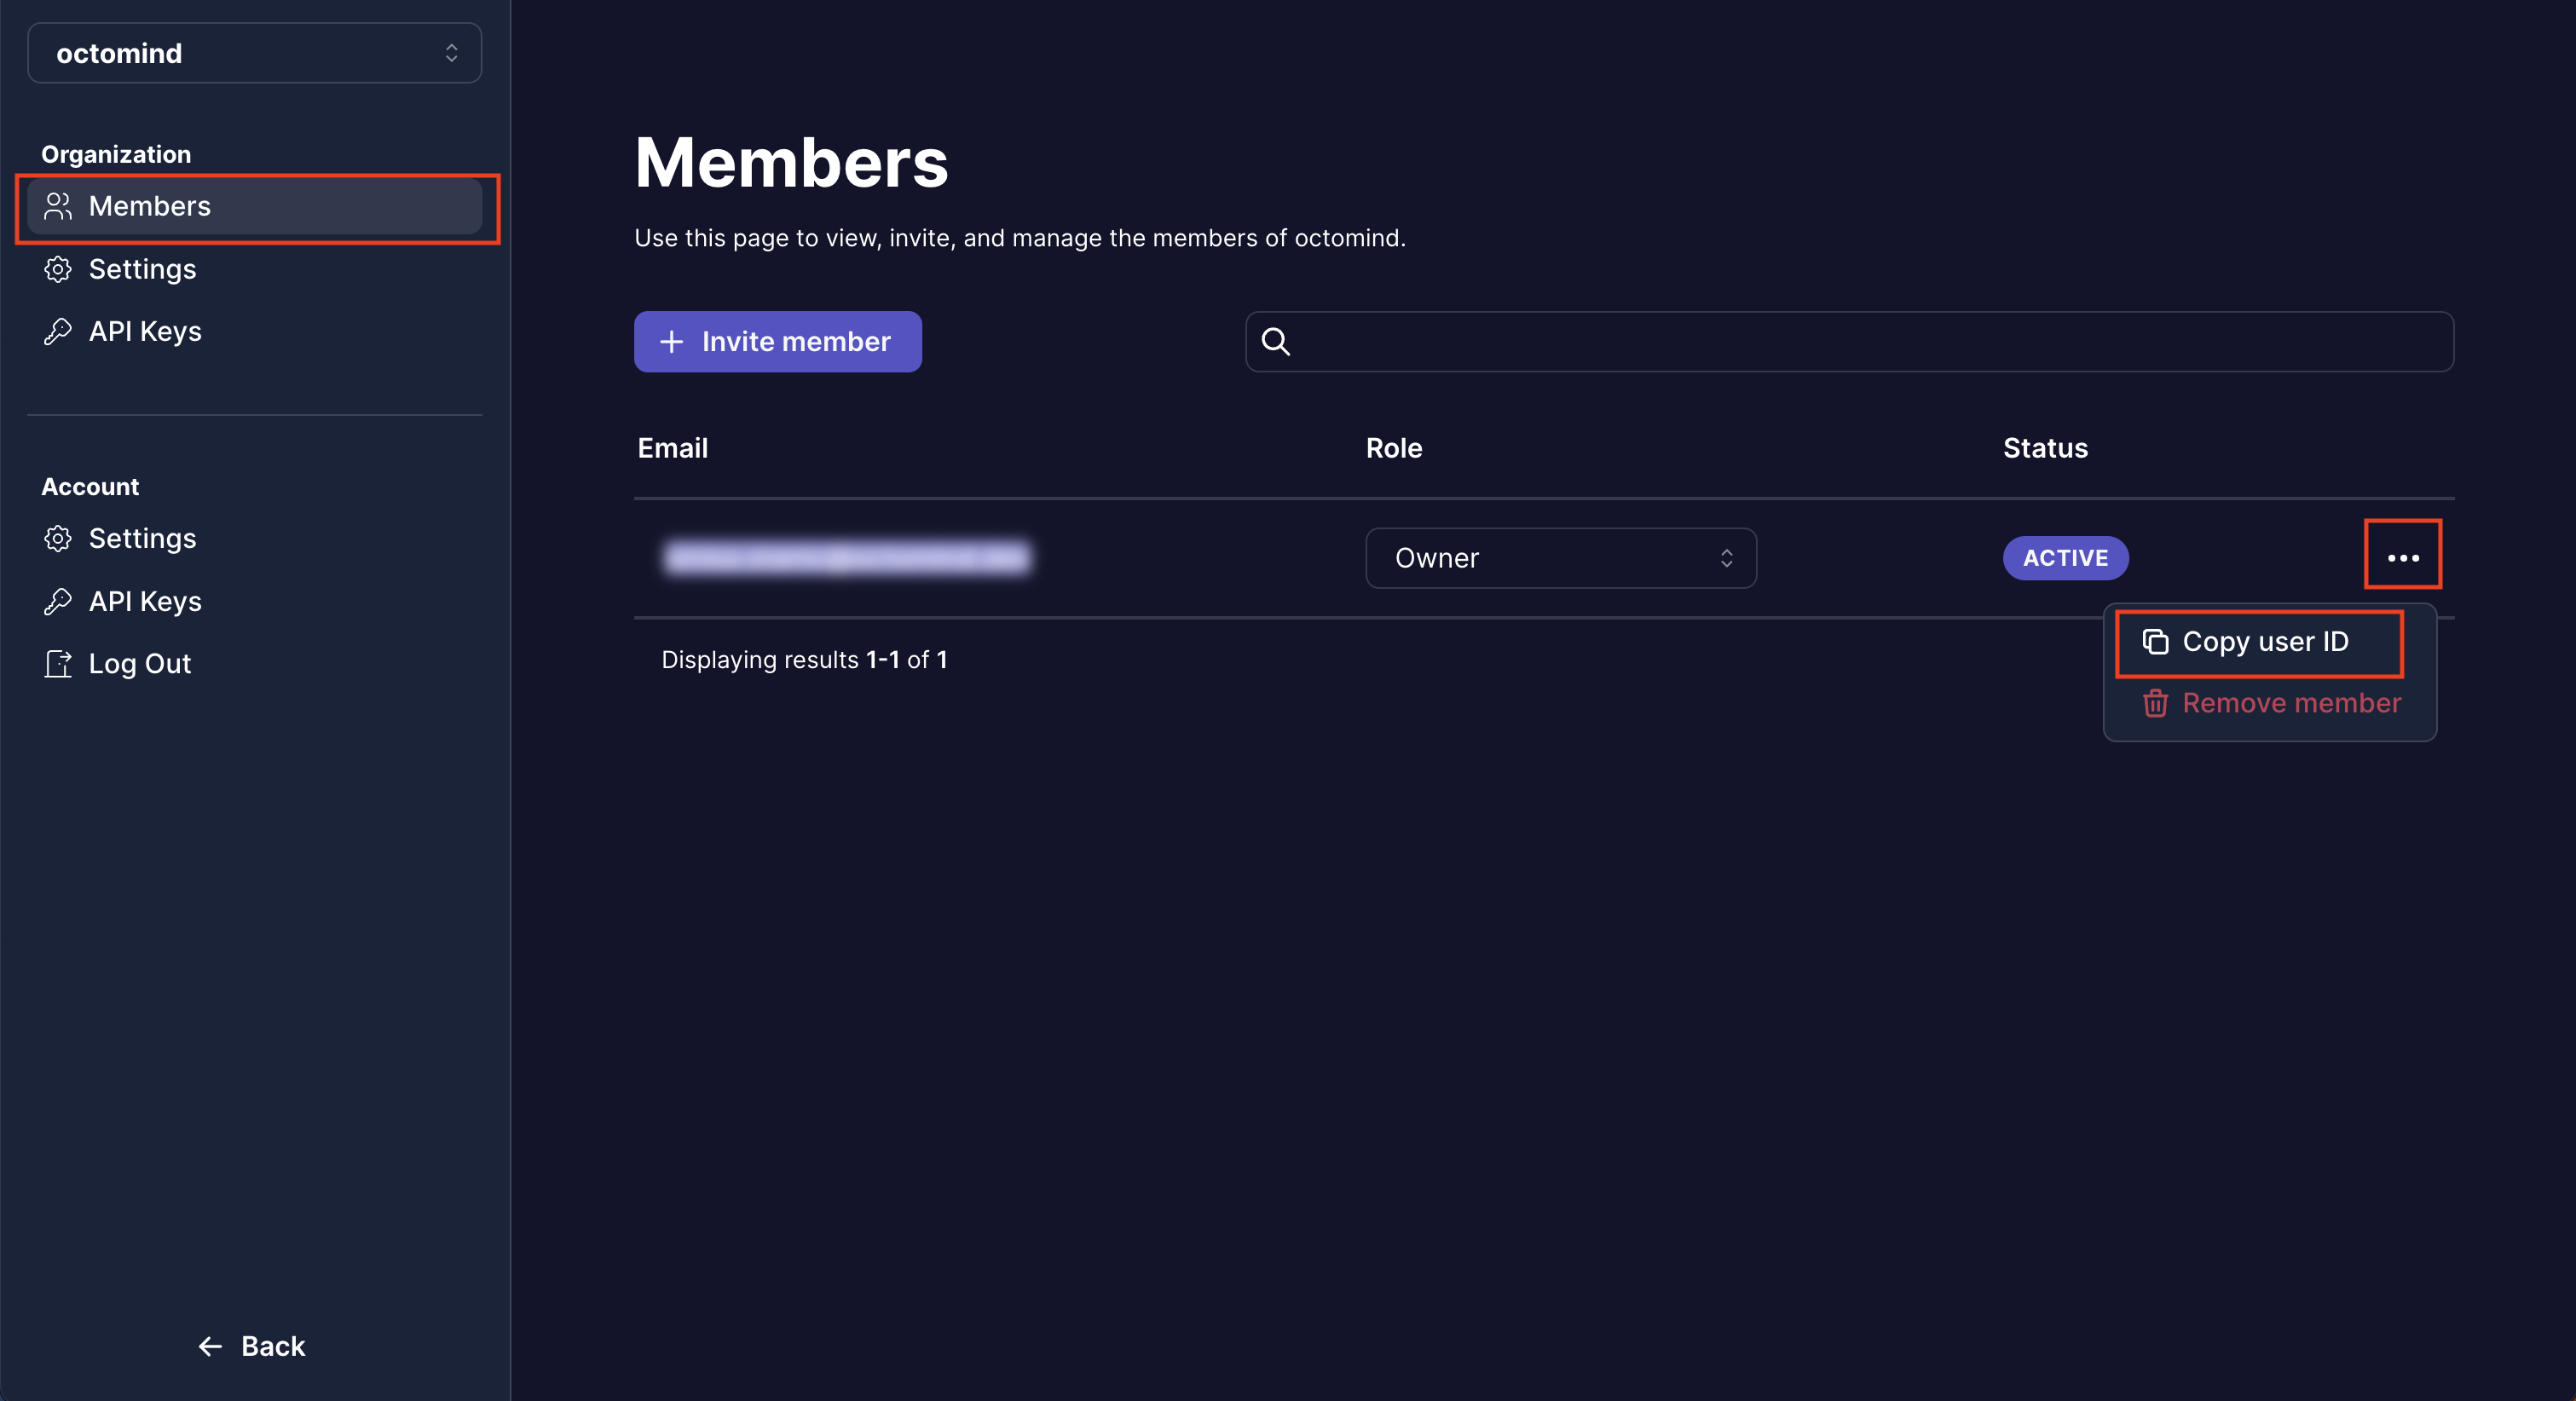 octomind
Organization
Members
Settings
API Keys
Account
Settings
API Keys
Log Out
Back
Members
Use this page to view, invite, and manage the members of octomind.
Invite member
Email Role Status
Owner ACTIVE
Copy user ID
Remove member
Displaying results 1-1 of 1